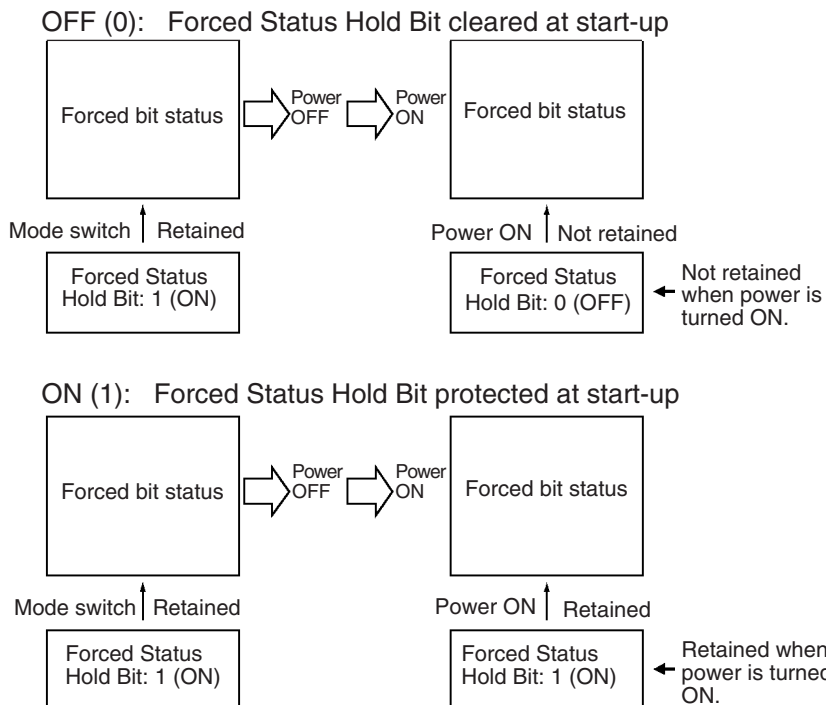 OFF (0): Forced Status Hold Bit cleared at start-up
Forced bit status
Power
OFF
Power
ON
Forced bit status
Mode switch
Retained
Power ON
Not retained
Forced Status
Hold Bit: 1 (ON)
Forced Status
Hold Bit: 0 (OFF)
Not retained
when power is
turned ON.
ON (1): Forced Status Hold Bit protected at start-up
Forced bit status
Power
OFF
Power
ON
Forced bit status
Mode switch
Retained
Power ON
Retained
Forced Status
Hold Bit: 1 (ON)
Forced Status
Hold Bit: 1 (ON)
Retained when
power is turned
ON.